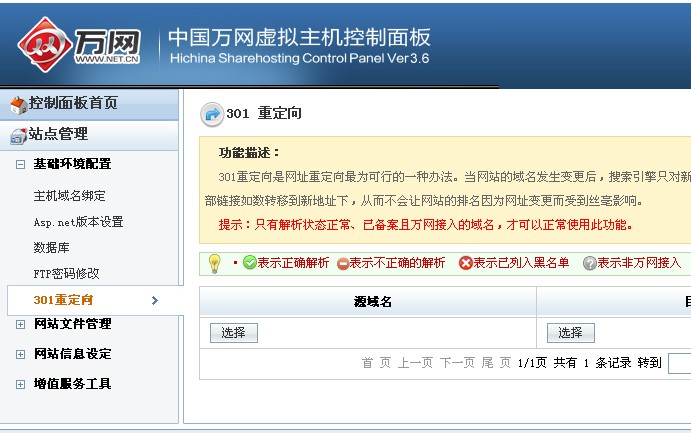 万网
WWW.NET.CN
中国万网虚拟主机控制面板
Hichina Sharehosting Control Panel Ver3.6
控制面板首页
站点管理
基础环境配置
主机域名绑定
Asp.net版本设置
数据库
FTP密码修改
301重定向
网站文件管理
网站信息设定
增值服务工具
301 重定向
功能描述：
301重定向是网址重定向最为可行的一种办法。当网站的域名发生变更后，搜索引擎只对新
部链接如数转移到新地址下，从而不会让网站的排名因为网址变更而受到丝毫影响。
提示：只有解析状态正常、已备案且万网接入的域名，才可以正常使用此功能。
• 表示正确解析 表示不正确的解析 表示已列入黑名单 表示非万网接入
源域名
选择 选择
首 页 上一页 下一页 尾 页 1/1页 共有 1 条记录 转到